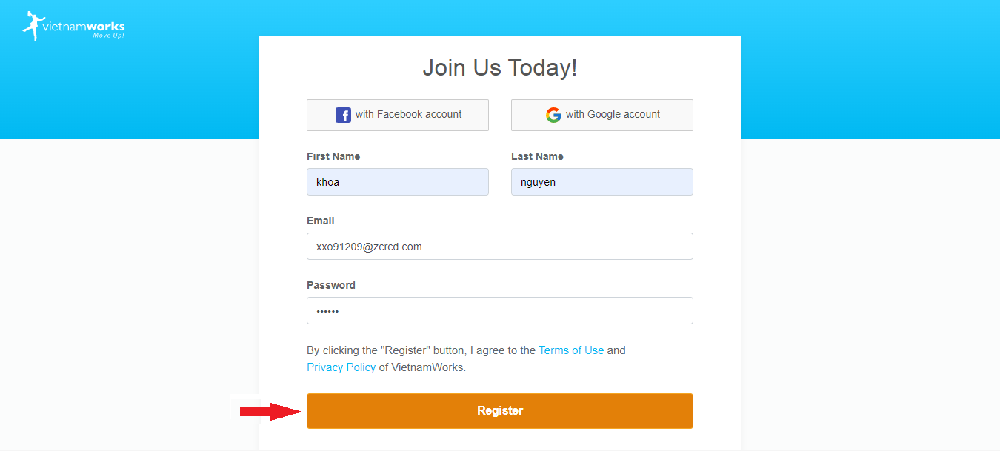 vietnamworks
Move Up!
Join Us Today!
with Facebook account
with Google account
First Name
Last Name
khoa
nguyen
Email
xxo91209@zcrcd.com
Password
••••••
By clicking the "Register" button, I agree to the Terms of Use and
Privacy Policy of VietnamWorks.
Register